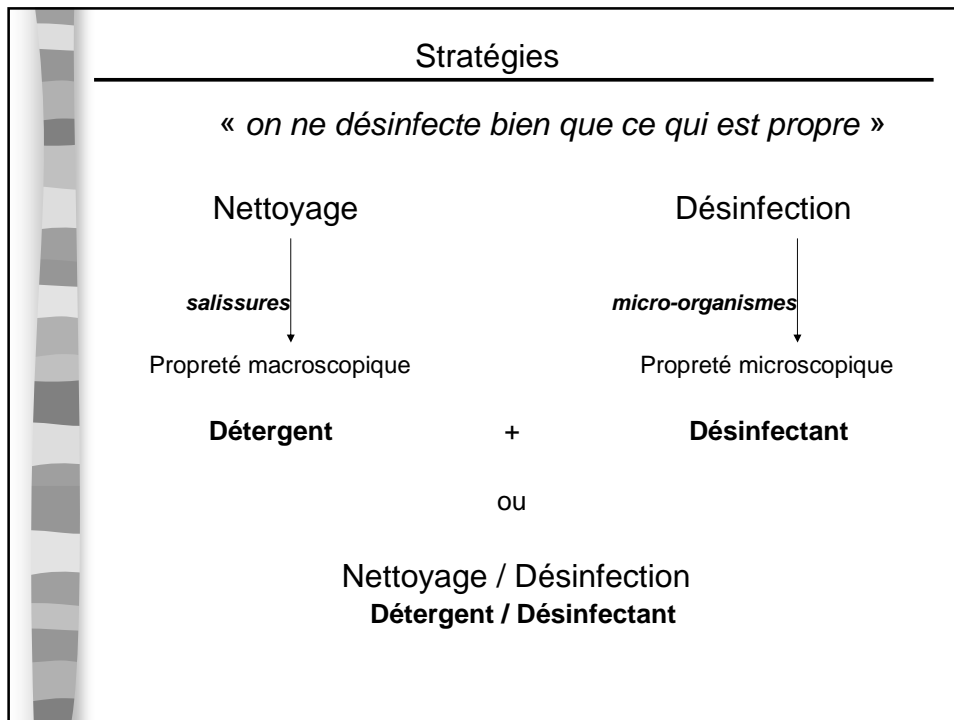 Stratégies
« on ne désinfecte bien que ce qui est propre »
Nettoyage Désinfection
salissures micro-organismes
Propreté macroscopique Propreté microscopique
Détergent + Désinfectant
ou
Nettoyage / Désinfection
Détergent / Désinfectant